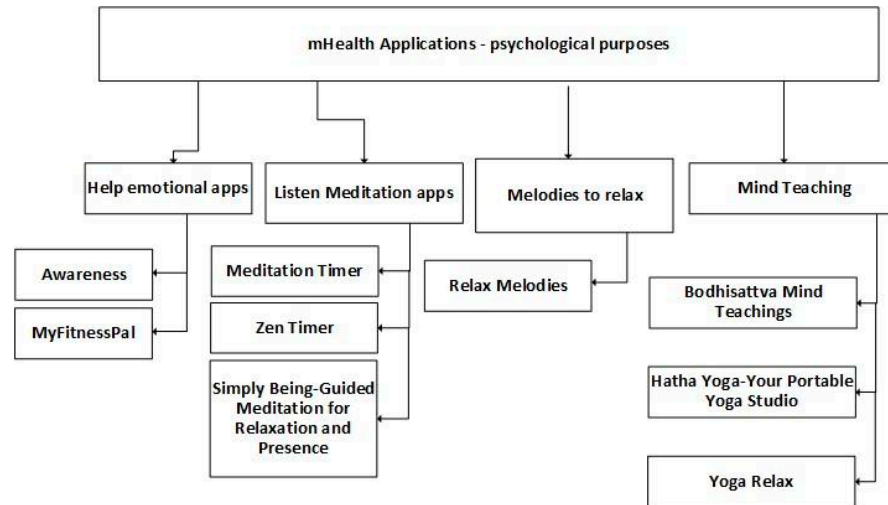 mHealth Applications - psychological purposes
Help emotional apps
Listen Meditation apps
Melodies to relax
Mind Teaching
Awareness
MyFitnessPal
Meditation Timer
Zen Timer
Simply Being-Guided
Meditation for
Relaxation and
Presence
Relax Melodies
Bodhisattva Mind
Teachings
Hatha Yoga-Your Portable
Yoga Studio
Yoga Relax